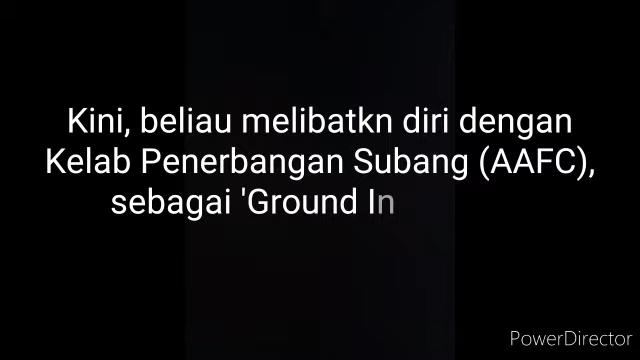 Kini, beliau melibatkn diri dengan
Kelab Penerbangan Subang (AAFC),
sebagai 'Ground In
PowerDirector